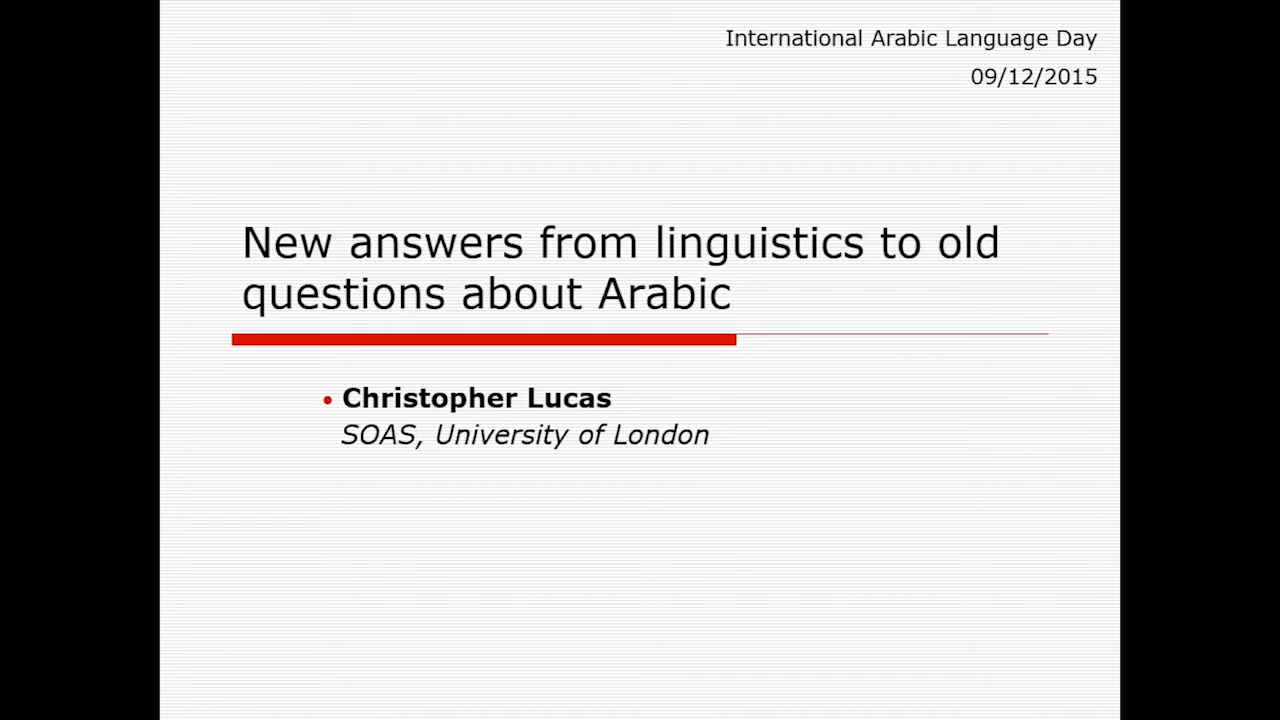 International Arabic Language Day
09/12/2015
New answers from linguistics to old
questions about Arabic
• Christopher Lucas
SOAS, University of London